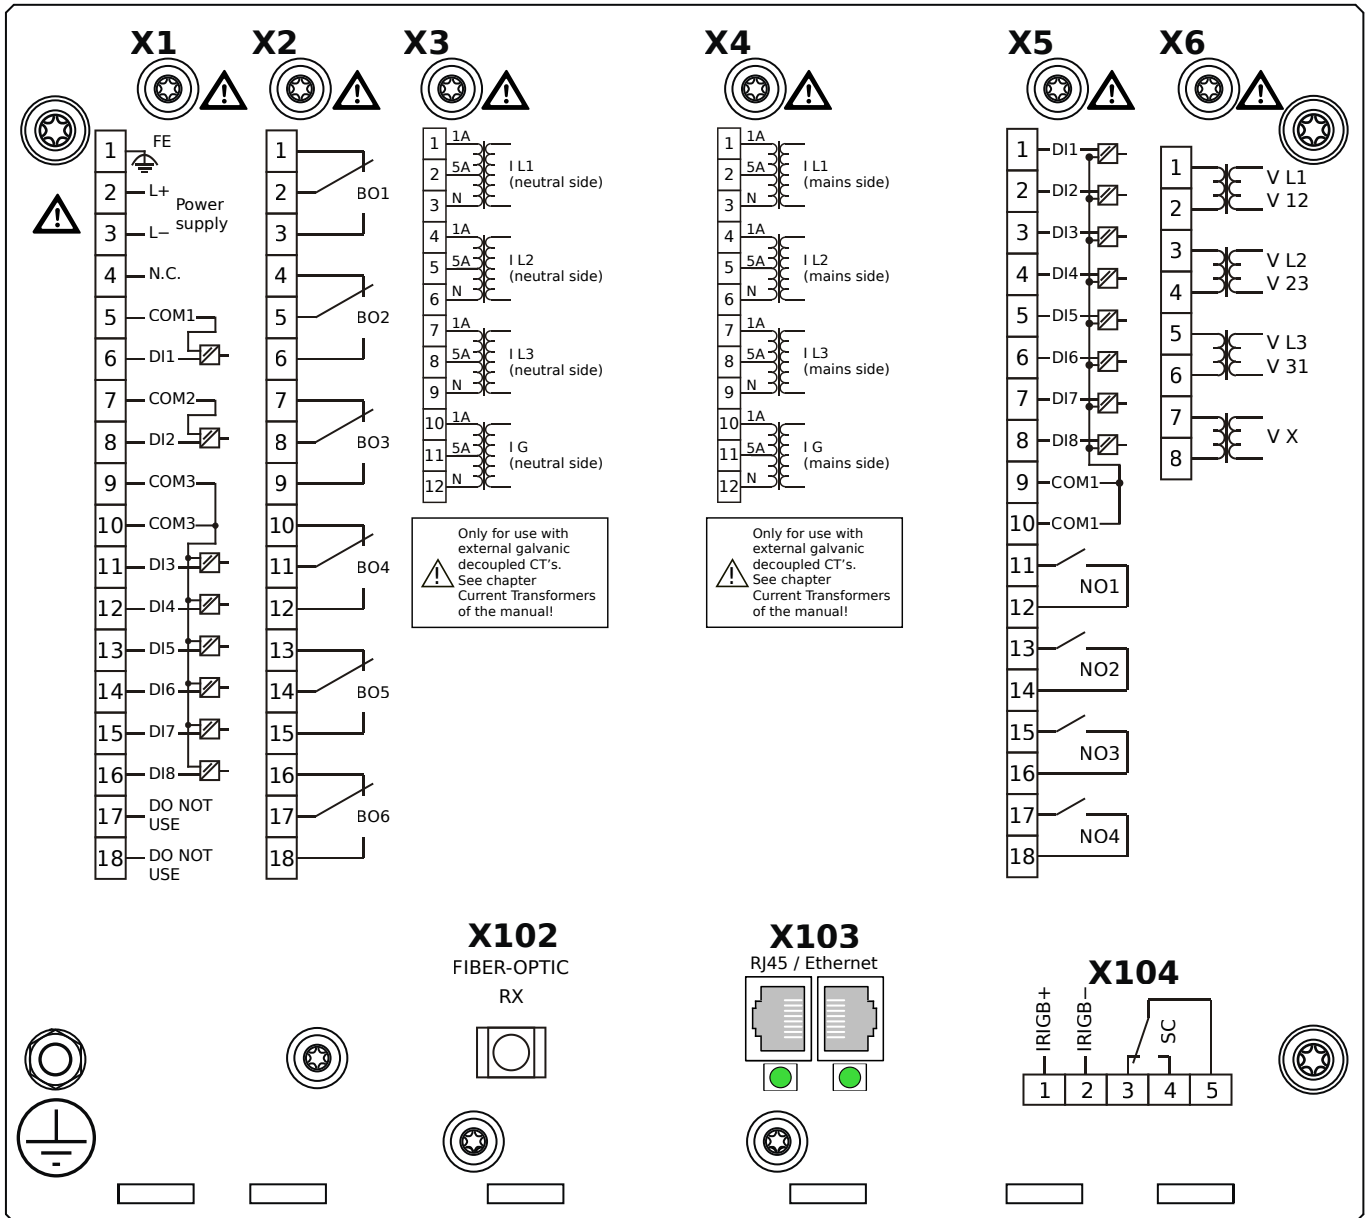 X1
X2
X3
X4
X5
X6
1
FE
2
L+
Power
supply
3
L−
4
N.C.
5
COM1
6
DI1
7
COM2
8
DI2
9
COM3
10
COM3
11
DI3
12
DI4
13
DI5
14
DI6
15
DI7
16
DI8
17
DO NOT
USE
18
DO NOT
USE
1
2
BO1
3
4
5
BO2
6
7
8
BO3
9
10
11
BO4
12
13
14
BO5
15
16
17
BO6
18
1
1A
2
5A
3
N
I L1
(neutral side)
4
1A
5
5A
6
N
I L2
(neutral side)
7
1A
8
5A
9
N
I L3
(neutral side)
10
1A
11
5A
12
N
I G
(neutral side)
Only for use with
external galvanic
decoupled CT's.
See chapter
Current Transformers
of the manual!
1
1A
2
5A
3
N
I L1
(mains side)
4
1A
5
5A
6
N
I L2
(mains side)
7
1A
8
5A
9
N
I L3
(mains side)
10
1A
11
5A
12
N
I G
(mains side)
Only for use with
external galvanic
decoupled CT's.
See chapter
Current Transformers
of the manual!
1
DI1
2
DI2
3
DI3
4
DI4
5
DI5
6
DI6
7
DI7
8
DI8
9
COM1
10
COM1
11
NO1
12
13
NO2
14
15
NO3
16
17
NO4
18
1
2
V L1
V 12
3
4
V L2
V 23
5
6
V L3
V 31
7
8
V X
X102
FIBER-OPTIC
RX
X103
RJ45 / Ethernet
X104
IRIGB+
IRIGB−
SC
1 2 3 4 5